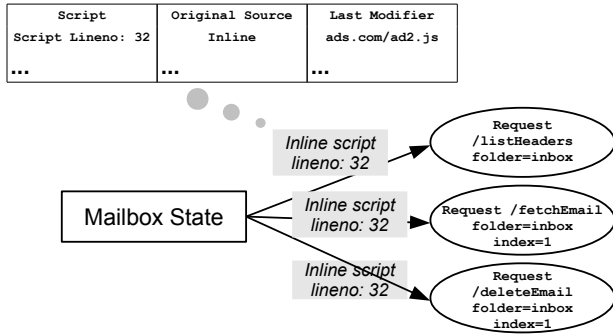 Script
Script Lineno: 32
...
Original Source
Inline
...
Last Modifier
ads.com/ad2.js
...
Inline script
lineno: 32
Request
/listHeaders
folder=inbox
Mailbox State
Inline script
lineno: 32
Request /fetchEmail
folder=inbox
index=1
Inline script
lineno: 32
Request
/deleteEmail
folder=inbox
index=1